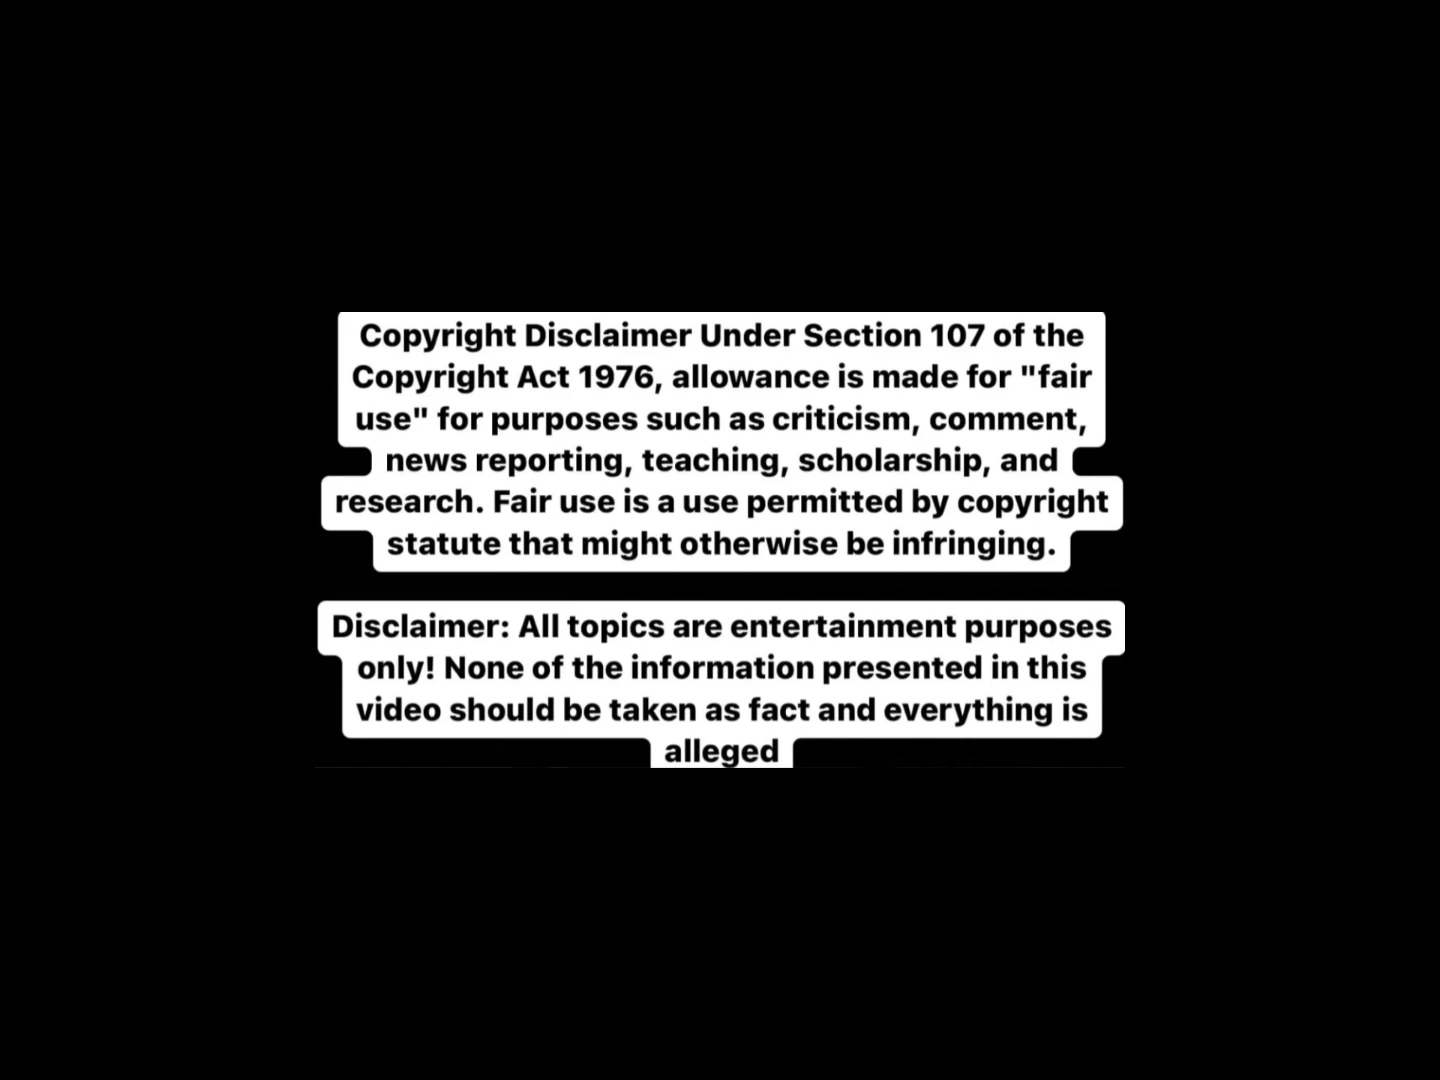 Copyright Disclaimer Under Section 107 of the
Copyright Act 1976, allowance is made for "fair
use" for purposes such as criticism, comment,
news reporting, teaching, scholarship, and
research. Fair use is a use permitted by copyright
statute that might otherwise be infringing.
Disclaimer: All topics are entertainment purposes
only! None of the information presented in this
video should be taken as fact and everything is
alleged